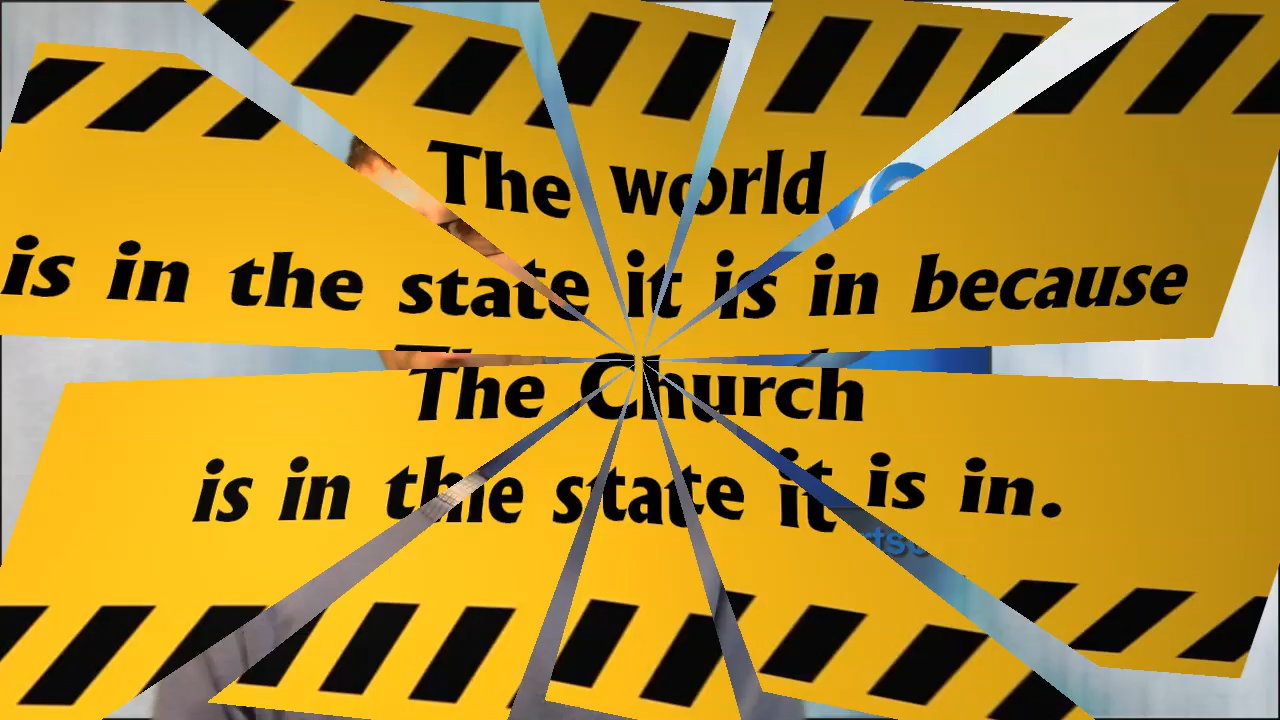 The world
is in the state it is in because
The Church
is in the state it is in.